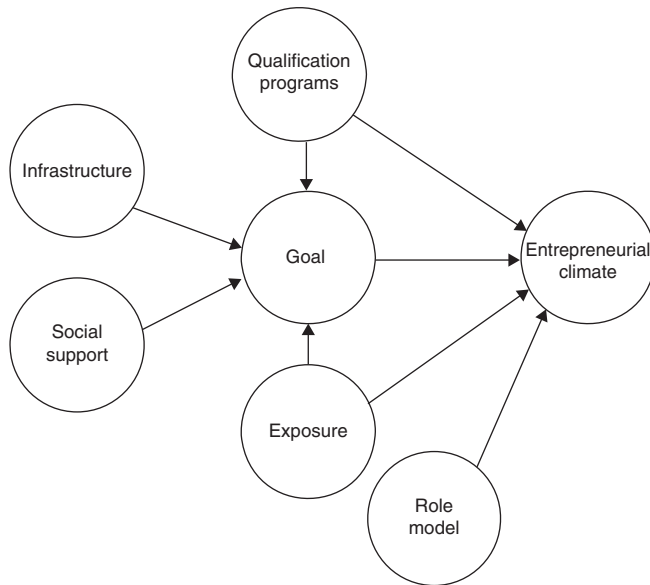 Qualification
programs
Infrastructure
Goal
Entrepreneurial
climate
Social
support
Exposure
Role
model